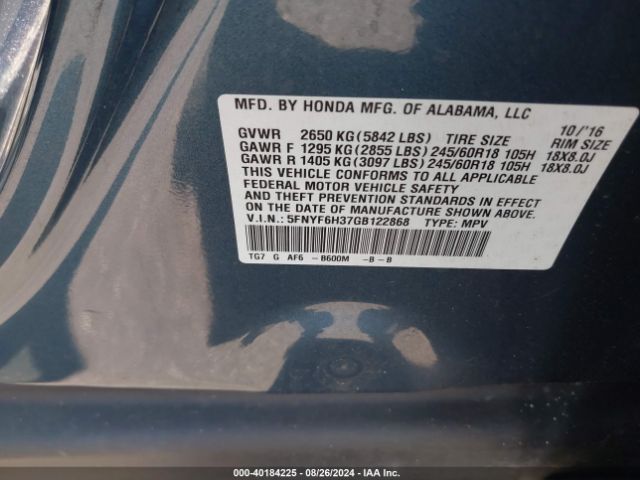 MFD. BY HONDA MFG. OF ALABAMA, LLC
10/'16
GVWR 2650 KG (5842 LBS) TIRE SIZE RIM SIZE
GAWR F 1295 KG (2855 LBS) 245/60R18 105H 18X8.0J
GAWR R 1405 KG (3097 LBS) 245/60R18 105H 18X8.0J
THIS VEHICLE CONFORMS TO ALL APPLICABLE
FEDERAL MOTOR VEHICLE SAFETY
AND THEFT PREVENTION STANDARDS IN EFFECT
ON THE DATE OF MANUFACTURE SHOWN ABOVE.
V.I.N.: 5FNYF6H37GB122868 TYPE: MPV
TG7 G AF6 -B600M -B-B
000-40184225 - 08/26/2024 - IAA Inc.